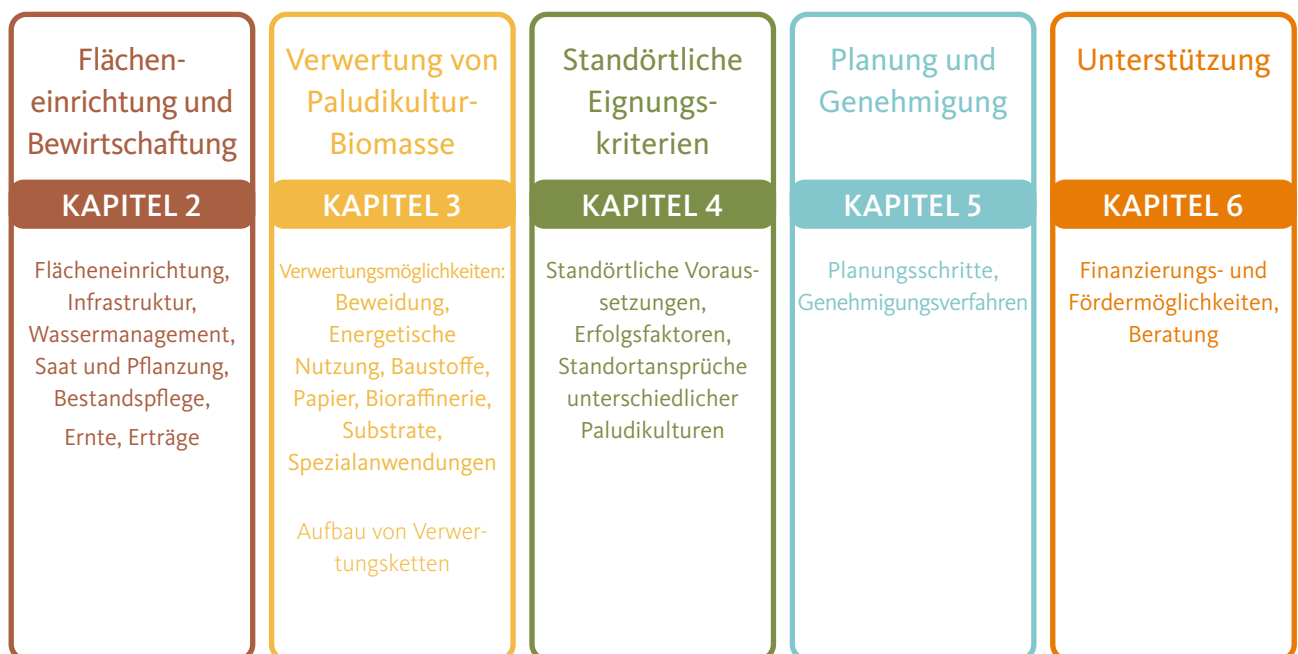 Flächen-
einrichtung und
Bewirtschaftung
KAPITEL 2
Flächeneinrichtung,
Infrastruktur,
Wassermanagement,
Saat und Pflanzung,
Bestandspflege,
Ernte, Erträge
Verwertung von
Paludikultur-
Biomasse
KAPITEL 3
Verwertungsmöglichkeiten:
Beweidung,
Energetische
Nutzung, Baustoffe,
Papier, Bioraffinerie,
Substrate,
Spezialanwendungen
Aufbau von Verwer-
tungsketten
Standörtliche
Eignungs-
kriterien
KAPITEL 4
Standörtliche Voraus-
setzungen,
Erfolgsfaktoren,
Standortansprüche
unterschiedlicher
Paludikulturen
Planung und
Genehmigung
KAPITEL 5
Planungsschritte,
Genehmigungsverfahren
Unterstützung
KAPITEL 6
Finanzierungs- und
Fördermöglichkeiten,
Beratung